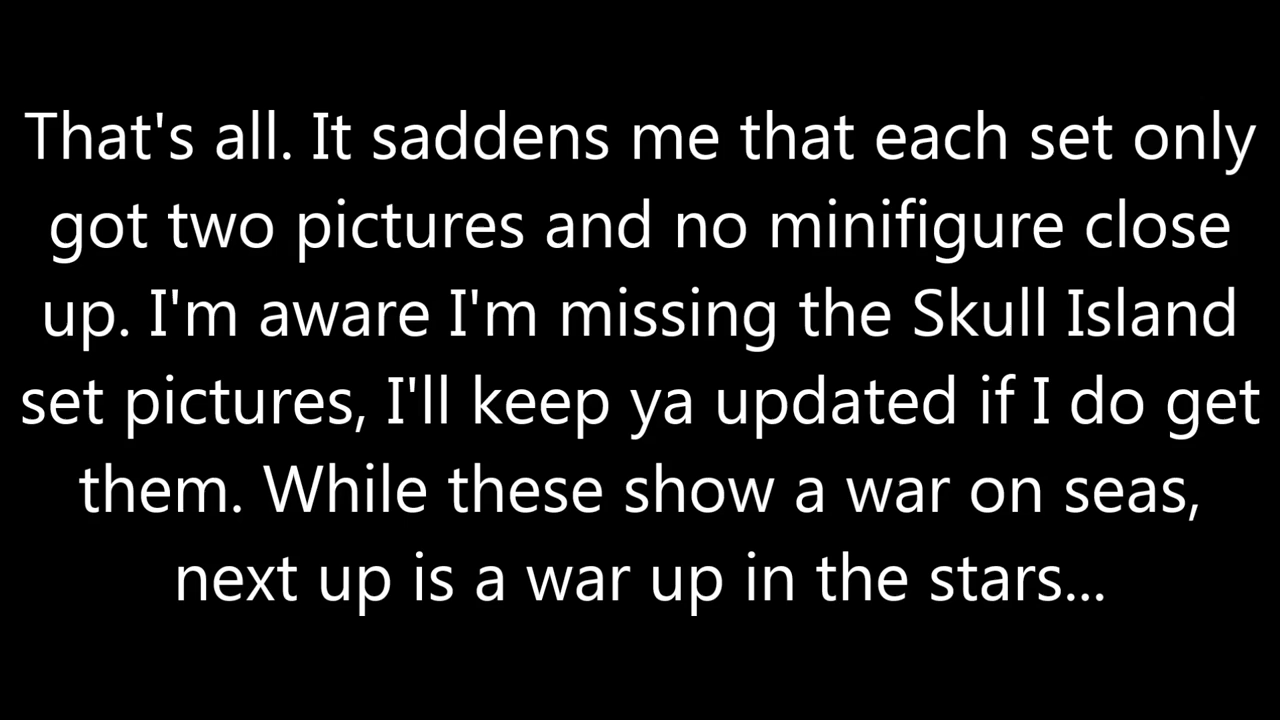 That's all. It saddens me that each set only
got two pictures and no minifigure close
up. I'm aware I'm missing the Skull Island
set pictures, I'll keep ya updated if I do get
them. While these show a war on seas,
next up is a war up in the stars...